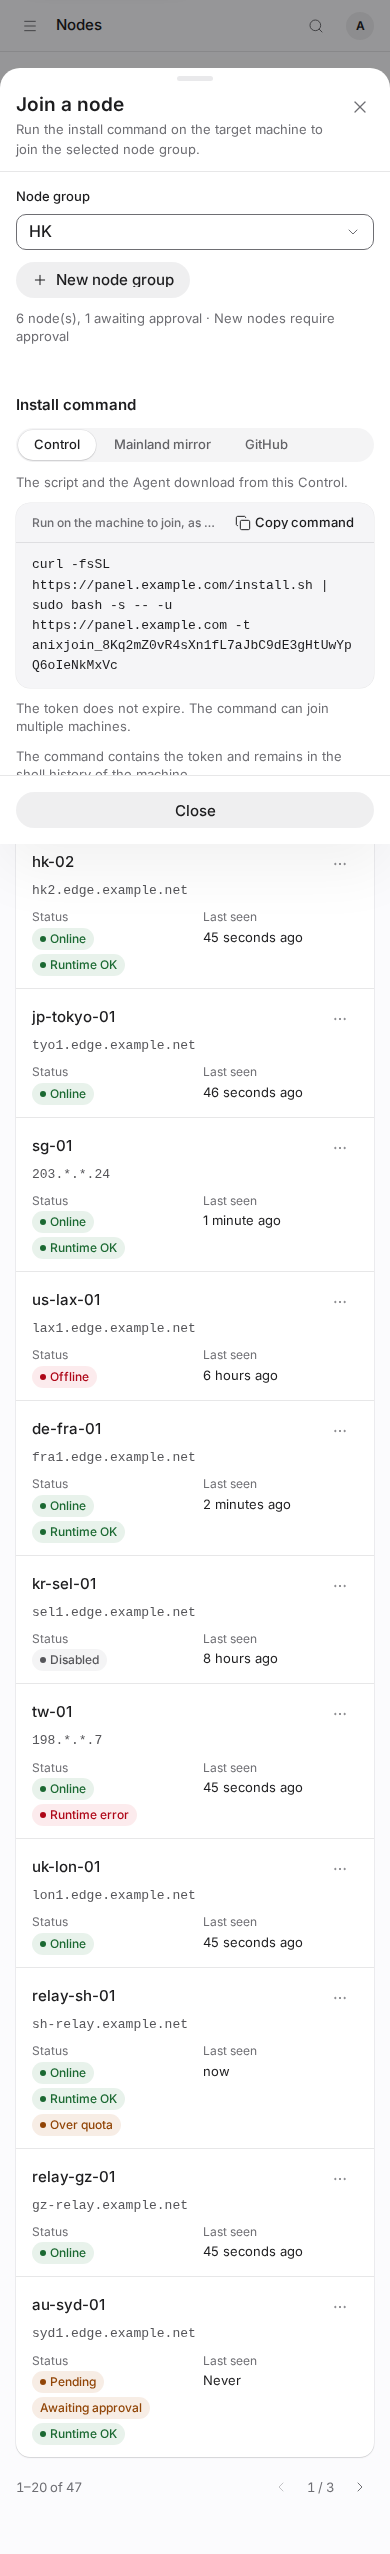 Nodes
A
Join a node
Run the install command on the target machine to
join the selected node group.
Node group
HK
New node group
6 node(s), 1 awaiting approval · New nodes require
approval
Install command
Control
Mainland mirror
GitHub
The script and the Agent download from this Control.
Run on the machine to join, as ...
Copy command
curl -fsSL
https://panel.example.com/install.sh |
sudo bash -s -- -u
https://panel.example.com -t
anixjoin_8Kq2mZ0vR4sXn1fL7aJbC9dE3gHtUwYp
Q6oIeNkMxVc
The token does not expire. The command can join
multiple machines.
The command contains the token and remains in the
shell history of the machine.
Close
hk-02
hk2.edge.example.net
Status
Last seen
Online
45 seconds ago
Runtime OK
jp-tokyo-01
tyo1.edge.example.net
Status
Last seen
Online
46 seconds ago
sg-01
203.*.*.24
Status
Last seen
Online
1 minute ago
Runtime OK
us-lax-01
lax1.edge.example.net
Status
Last seen
Offline
6 hours ago
de-fra-01
fra1.edge.example.net
Status
Last seen
Online
2 minutes ago
Runtime OK
kr-sel-01
sel1.edge.example.net
Status
Last seen
Disabled
8 hours ago
tw-01
198.*.*.7
Status
Last seen
Online
45 seconds ago
Runtime error
uk-lon-01
lon1.edge.example.net
Status
Last seen
Online
45 seconds ago
relay-sh-01
sh-relay.example.net
Status
Last seen
Online
now
Runtime OK
Over quota
relay-gz-01
gz-relay.example.net
Status
Last seen
Online
45 seconds ago
au-syd-01
syd1.edge.example.net
Status
Last seen
Pending
Never
Awaiting approval
Runtime OK
1–20 of 47
1 / 3